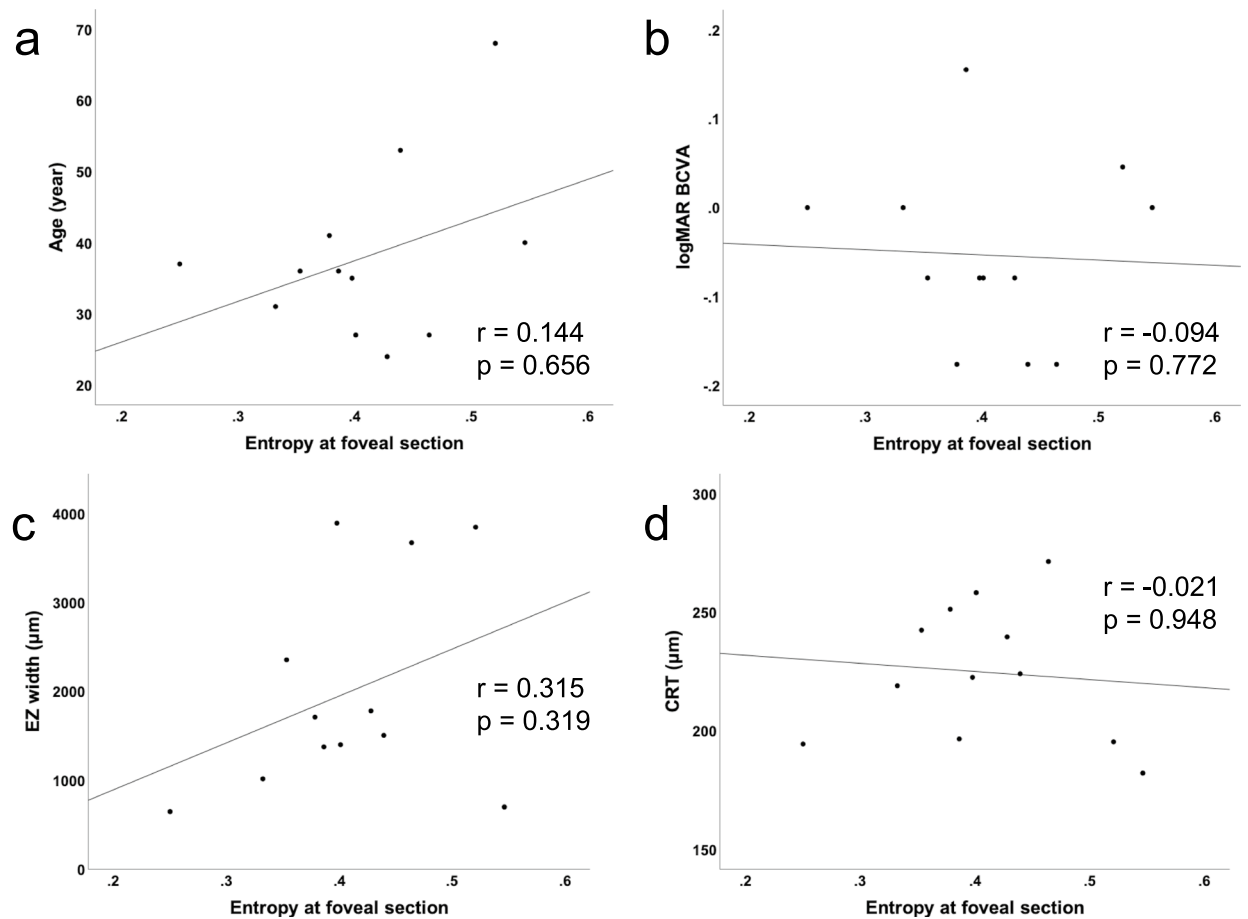 a
70
60
50
40
30
20
Age (year)
r = 0.144
p = 0.656
.2 .3 .4 .5 .6
Entropy at foveal section
b
.2
.1
.0
-.1
-.2
logMAR BCVA
r = -0.094
p = 0.772
.2 .3 .4 .5 .6
Entropy at foveal section
c
4000
3000
2000
1000
0
EZ width (μm)
r = 0.315
p = 0.319
.2 .3 .4 .5 .6
Entropy at foveal section
d
300
250
200
150
CRT (μm)
r = -0.021
p = 0.948
.2 .3 .4 .5 .6
Entropy at foveal section